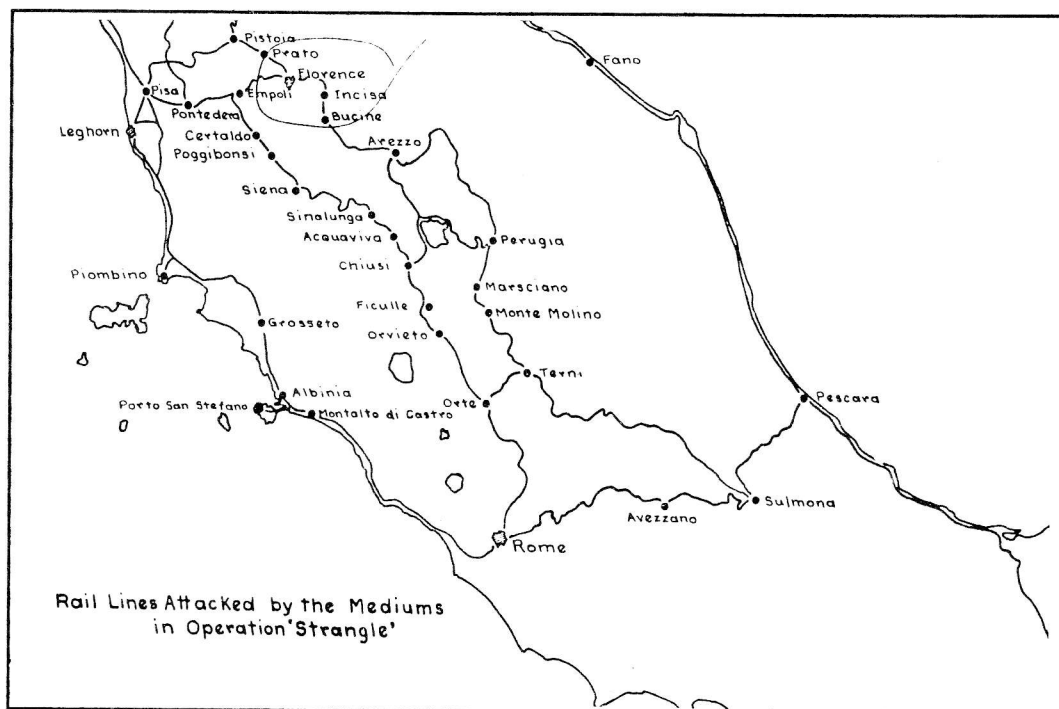 Pistoia
Prato
Fano
Florence
Pisa
Empoli
Incisa
Pontedera
Bucine
Leghorn
Certaldo
Arezzo
Poggibonsi
Siena
Sinalunga
Acquaviva
Perugia
Chiusi
Piombino
Marsciano
Ficulle
Monte Molino
Grosseto
Orvieto
Terni
Albinia
Pescara
Porto San Stefano
Montalto di Castro
Orte
Sulmona
Avezzano
Rome
Rail Lines Attacked by the Mediums
in Operation 'Strangle'